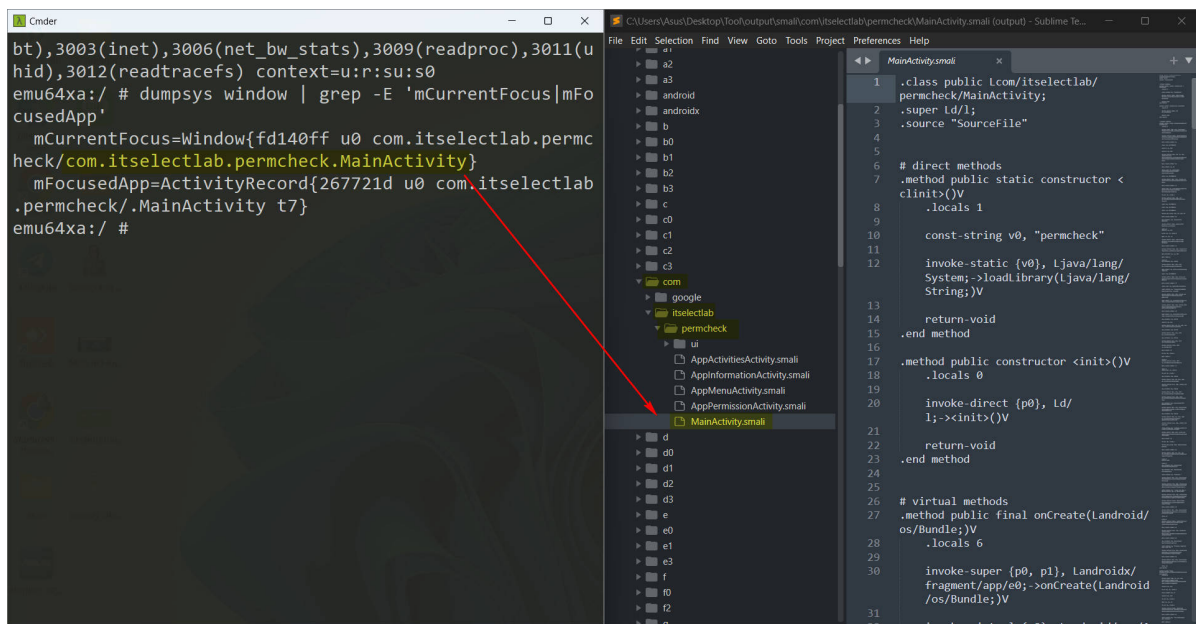 Cmder
bt),3003(inet),3006(net_bw_stats),3009(readproc),3011(u
hid),3012(readtracefs) context=u:r:su:s0
emu64xa:/ # dumpsys window | grep -E 'mCurrentFocus|mFo
cusedApp'
mCurrentFocus=Window{fd140ff u0 com.itselectlab.permc
heck/com.itselectlab.permcheck.MainActivity}
mFocusedApp=ActivityRecord{267721d u0 com.itselectlab
.permcheck/.MainActivity t7}
emu64xa:/ #
C:\Users\Asus\Desktop\Tool\output\smali\com\itselectlab\permcheck\MainActivity.smali (output) - Sublime Te...
File Edit Selection Find View Goto Tools Project Preferences Help
a1
a2
a3
android
androidx
b
b0
b1
b2
b3
c
c0
c1
c2
c3
com
google
itselectlab
permcheck
ui
AppActivitiesActivity.smali
AppInformationActivity.smali
AppMenuActivity.smali
AppPermissionActivity.smali
MainActivity.smali
d
d0
d1
d2
d3
e
e0
e1
e3
f
f0
f2
MainActivity.smali
1 .class public Lcom/itselectlab/
permcheck/MainActivity;
2 .super Ld/l;
3 .source "SourceFile"
4
5
6 # direct methods
7 .method public static constructor <
clinit>()V
8 .locals 1
9
10 const-string v0, "permcheck"
11
12 invoke-static {v0}, Ljava/lang/
System;->loadLibrary(Ljava/lang/
String;)V
13
14 return-void
15 .end method
16
17 .method public constructor <init>()V
18 .locals 0
19
20 invoke-direct {p0}, Ld/
l;-><init>()V
21
22 return-void
23 .end method
24
25
26 # virtual methods
27 .method public final onCreate(Landroid/
os/Bundle;)V
28 .locals 6
29
30 invoke-super {p0, p1}, Landroidx/
fragment/app/e0;->onCreate(Landroid
/os/Bundle;)V
31